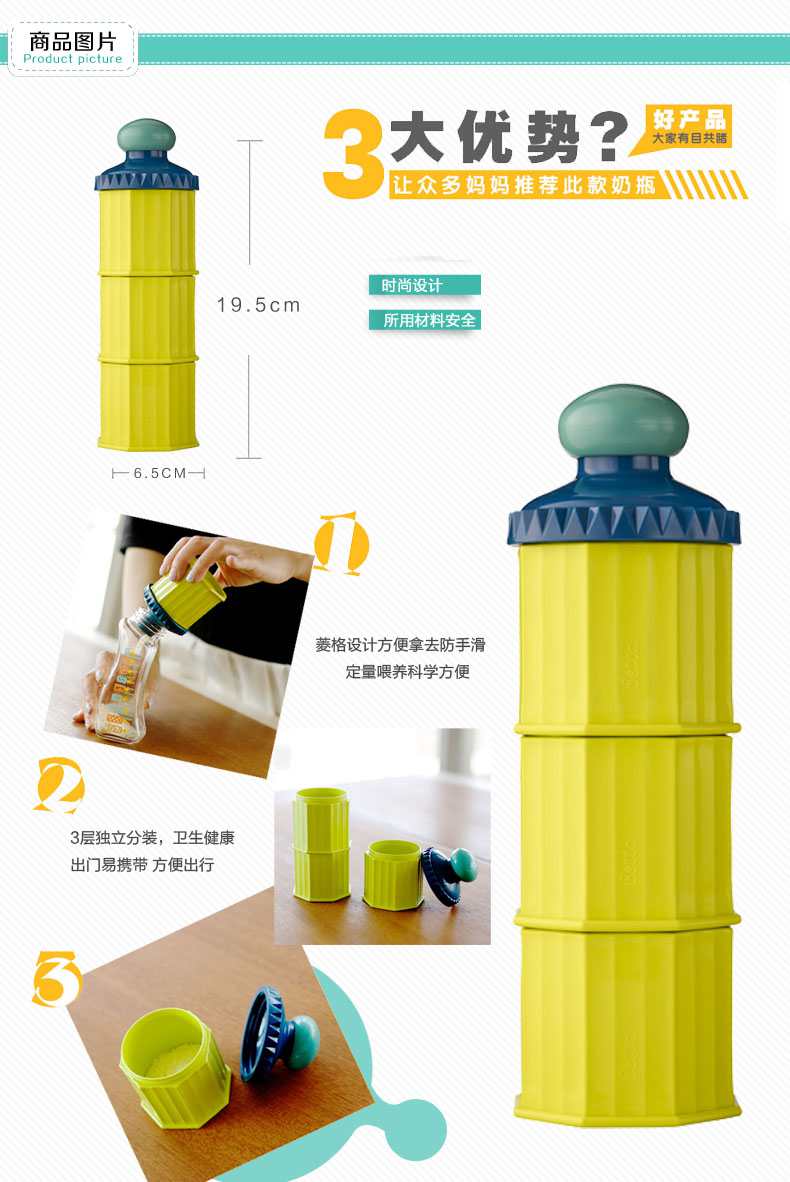 商品图片
Product picture
3大优势?
好产品
大家有目共睹
让众多妈妈推荐此款奶瓶
时尚设计
所用材料安全
19.5cm
6.5CM
1
菱格设计方便拿去防手滑
定量喂养科学方便
2
3层独立分装，卫生健康
出门易携带 方便出行
3